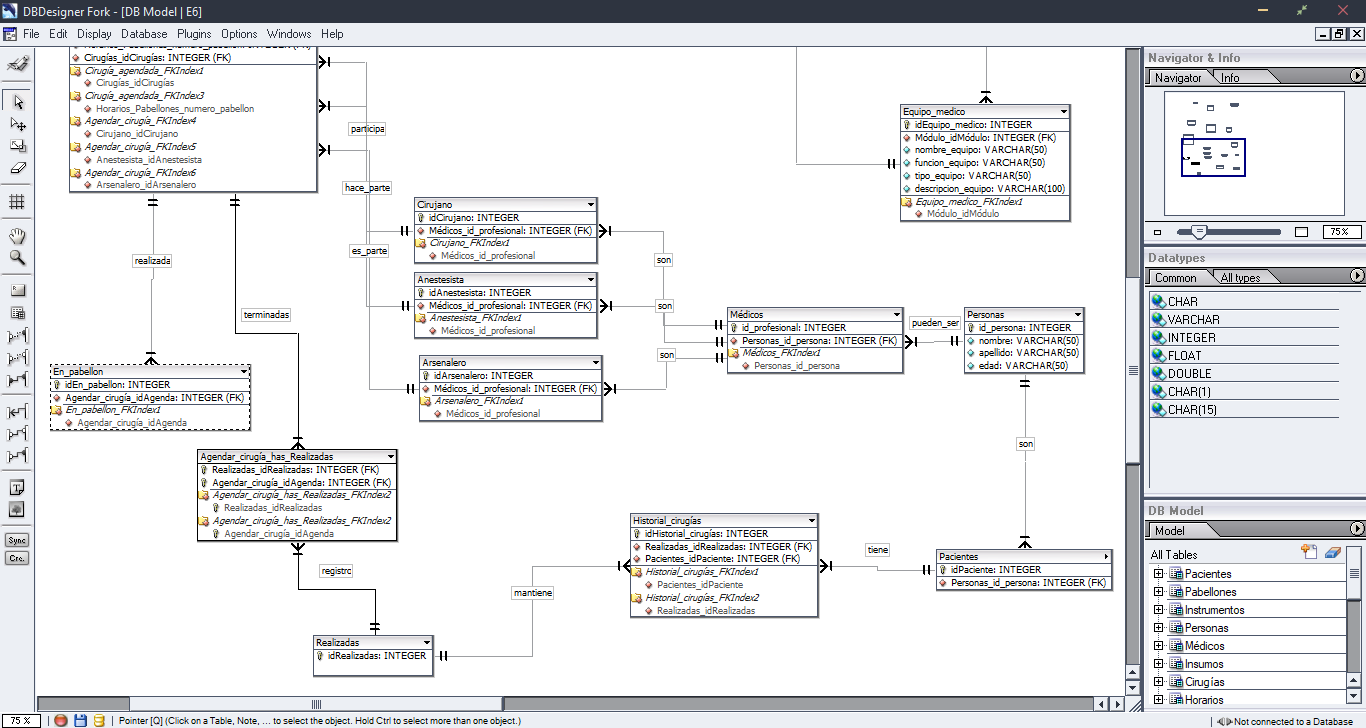 DBDesigner Fork - [DB Model | E6]
File Edit Display Database Plugins Options Windows Help
Cirugías_idCirugías: INTEGER (FK)
Cirugía_agendada_FKIndex1
Cirugías_idCirugías
Cirugía_agendada_FKIndex3
Horarios_Pabellones_numero_pabellon
Agendar_cirugía_FKIndex4
Cirujano_idCirujano
Agendar_cirugía_FKIndex5
Anestesista_idAnestesista
Agendar_cirugía_FKIndex6
Arsenalero_idArsenalero
participa
hace_parte
es_parte
realizada
terminadas
Equipo_medico
idEquipo_medico: INTEGER
Módulo_idMódulo: INTEGER (FK)
nombre_equipo: VARCHAR(50)
funcion_equipo: VARCHAR(50)
tipo_equipo: VARCHAR(50)
descripcion_equipo: VARCHAR(100)
Equipo_medico_FKIndex1
Módulo_idMódulo
Cirujano
idCirujano: INTEGER
Médicos_id_profesional: INTEGER (FK)
Cirujano_FKIndex1
Médicos_id_profesional
Anestesista
idAnestesista: INTEGER
Médicos_id_profesional: INTEGER (FK)
Anestesista_FKIndex1
Médicos_id_profesional
Arsenalero
idArsenalero: INTEGER
Médicos_id_profesional: INTEGER (FK)
Arsenalero_FKIndex1
Médicos_id_profesional
son
son
son
Médicos
id_profesional: INTEGER
Personas_id_persona: INTEGER (FK)
Médicos_FKIndex1
Personas_id_persona
pueden_ser
Personas
id_persona: INTEGER
nombre: VARCHAR(50)
apellido: VARCHAR(50)
edad: VARCHAR(50)
son
En_pabellon
idEn_pabellon: INTEGER
Agendar_cirugía_idAgenda: INTEGER (FK)
En_pabellon_FKIndex1
Agendar_cirugía_idAgenda
Agendar_cirugía_has_Realizadas
Realizadas_idRealizadas: INTEGER (FK)
Agendar_cirugía_idAgenda: INTEGER (FK)
Agendar_cirugía_has_Realizadas_FKIndex2
Realizadas_idRealizadas
Agendar_cirugía_has_Realizadas_FKIndex2
Agendar_cirugía_idAgenda
registro
Realizadas
idRealizadas: INTEGER
mantiene
Historial_cirugías
idHistorial_cirugías: INTEGER
Realizadas_idRealizadas: INTEGER (FK)
Pacientes_idPaciente: INTEGER (FK)
Historial_cirugías_FKIndex1
Pacientes_idPaciente
Historial_cirugías_FKIndex2
Realizadas_idRealizadas
tiene
Pacientes
idPaciente: INTEGER
Personas_id_persona: INTEGER (FK)
Navigator & Info
Navigator Info
75%
Datatypes
Common All types
CHAR
VARCHAR
INTEGER
FLOAT
DOUBLE
CHAR(1)
CHAR(15)
DB Model
Model
All Tables
Pacientes
Pabellones
Instrumentos
Personas
Médicos
Insumos
Cirugías
Horarios
Sync
Cre.
75 %
Pointer [Q] (Click on a Table, Note, ... to select the object. Hold Ctrl to select more than one object.)
Not connected to a Database